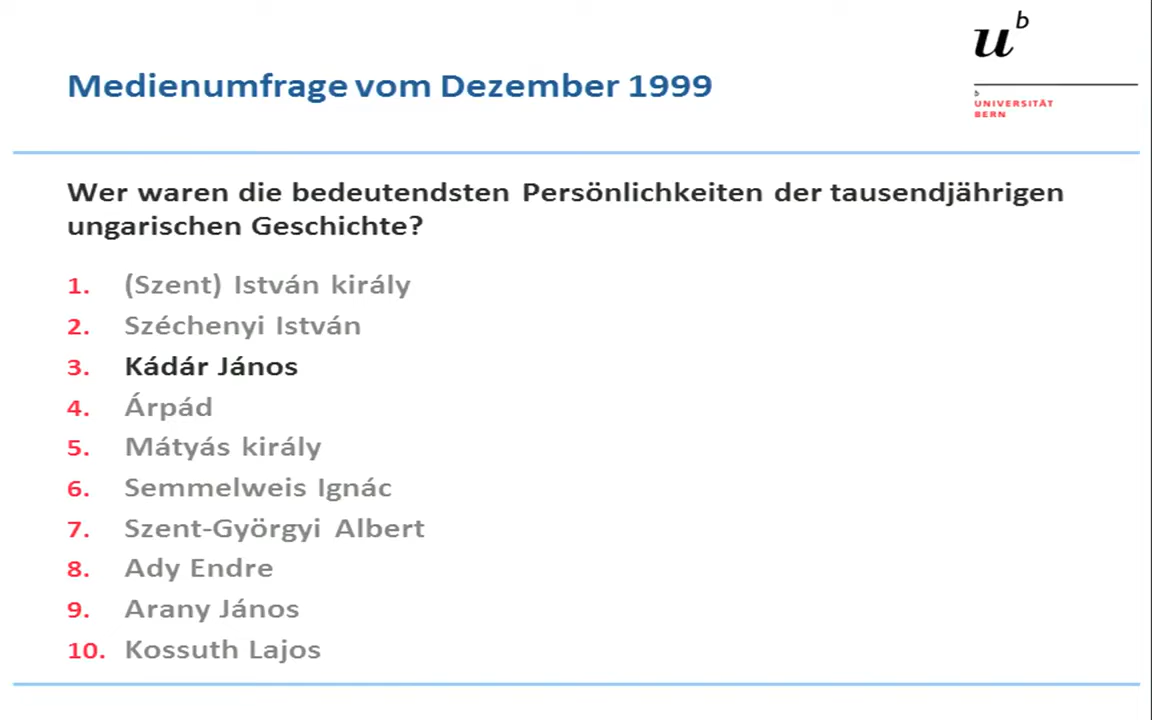 u^b
Medienumfrage vom Dezember 1999
b
UNIVERSITÄT
BERN
Wer waren die bedeutendsten Persönlichkeiten der tausendjährigen
ungarischen Geschichte?
1. (Szent) István király
2. Széchenyi István
3. Kádár János
4. Árpád
5. Mátyás király
6. Semmelweis Ignác
7. Szent-Györgyi Albert
8. Ady Endre
9. Arany János
10. Kossuth Lajos